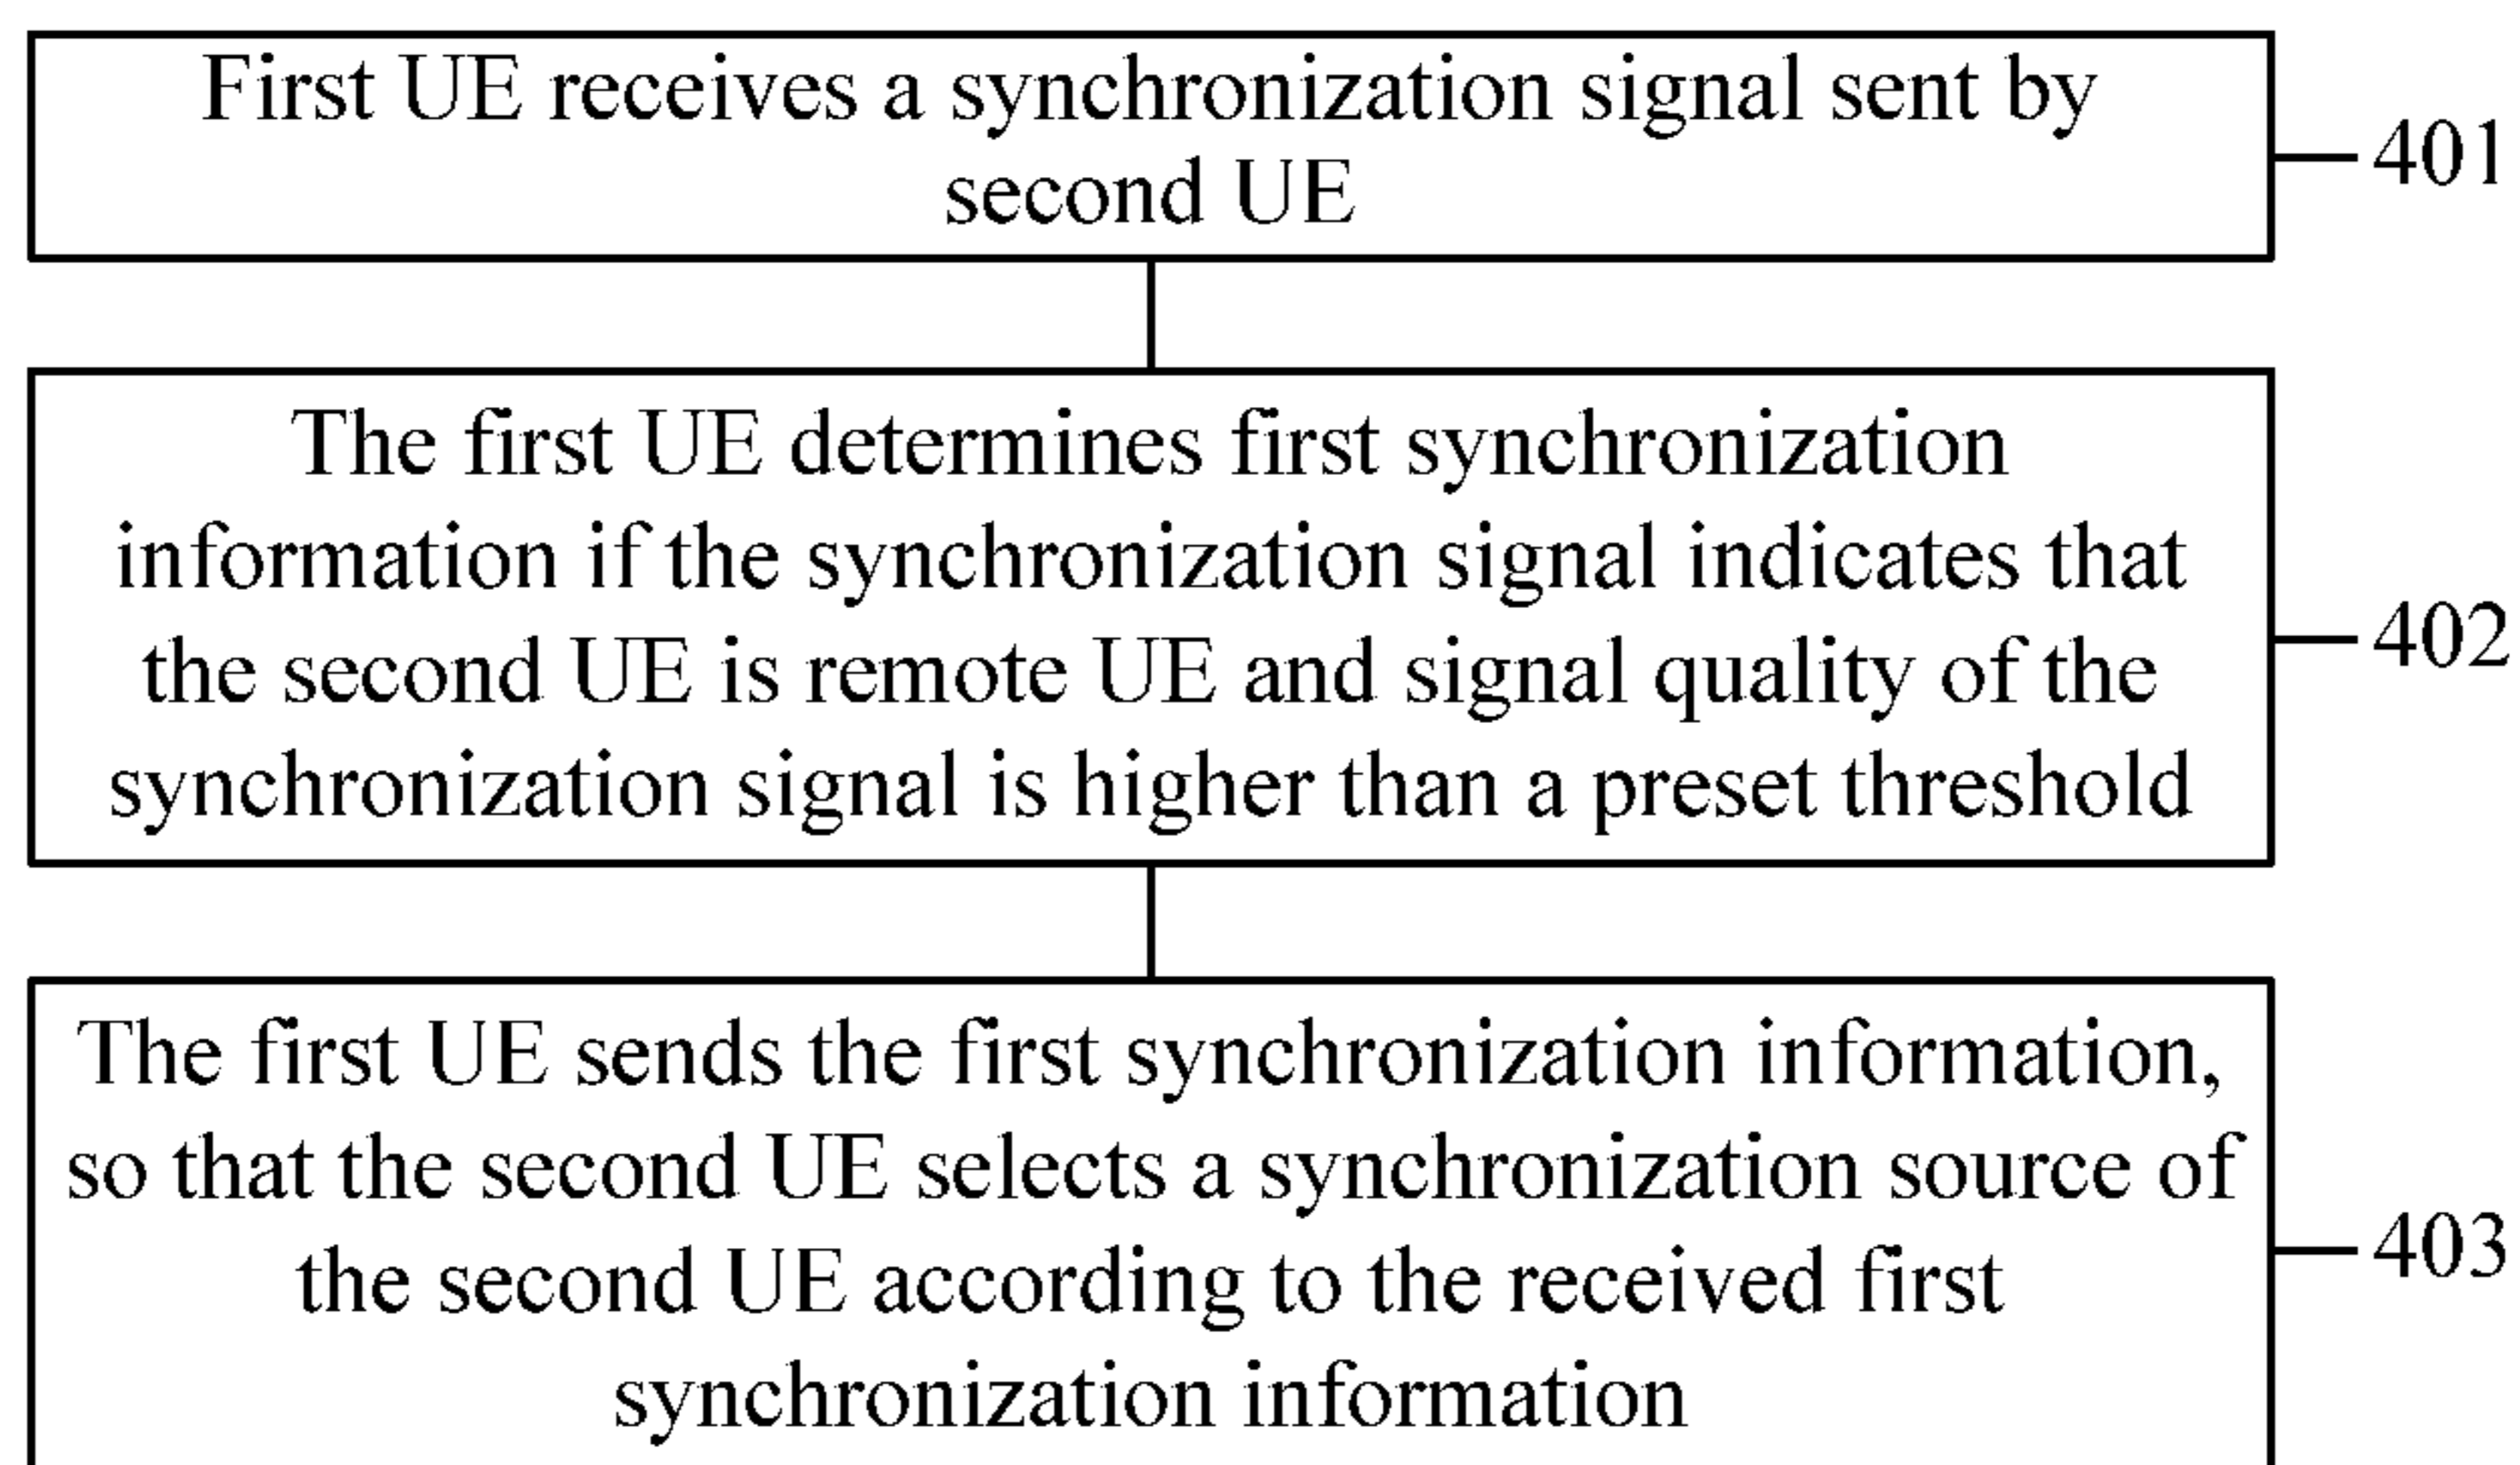 First UE receives a synchronization signal sent by
second UE
401
The first UE determines first synchronization
information if the synchronization signal indicates that
the second UE is remote UE and signal quality of the
synchronization signal is higher than a preset threshold
402
The first UE sends the first synchronization information,
so that the second UE selects a synchronization source of
the second UE according to the received first
synchronization information
403